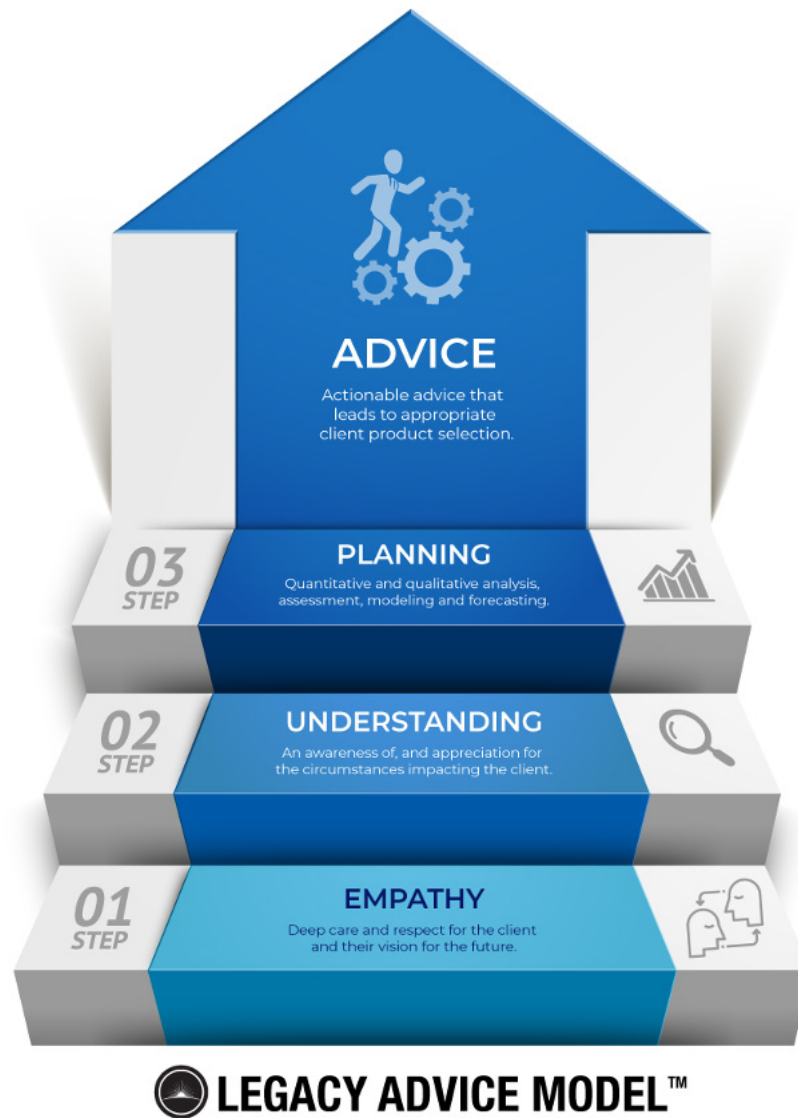 ADVICE
Actionable advice that
leads to appropriate
client product selection.
03
STEP
PLANNING
Quantitative and qualitative analysis,
assessment, modeling and forecasting.
02
STEP
UNDERSTANDING
An awareness of, and appreciation for
the circumstances impacting the client.
01
STEP
EMPATHY
Deep care and respect for the client
and their vision for the future.
LEGACY ADVICE MODEL™